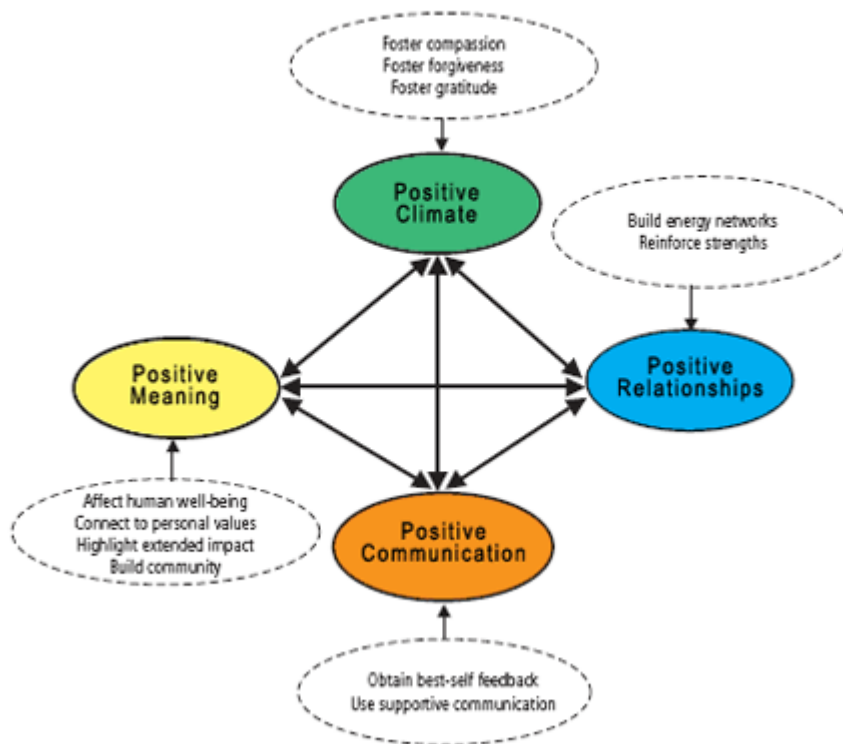 Foster compassion
Foster forgiveness
Foster gratitude
Positive
Climate
Build energy networks
Reinforce strengths
Positive
Relationships
Positive
Meaning
Affect human well-being
Connect to personal values
Highlight extended impact
Build community
Positive
Communication
Obtain best-self feedback
Use supportive communication